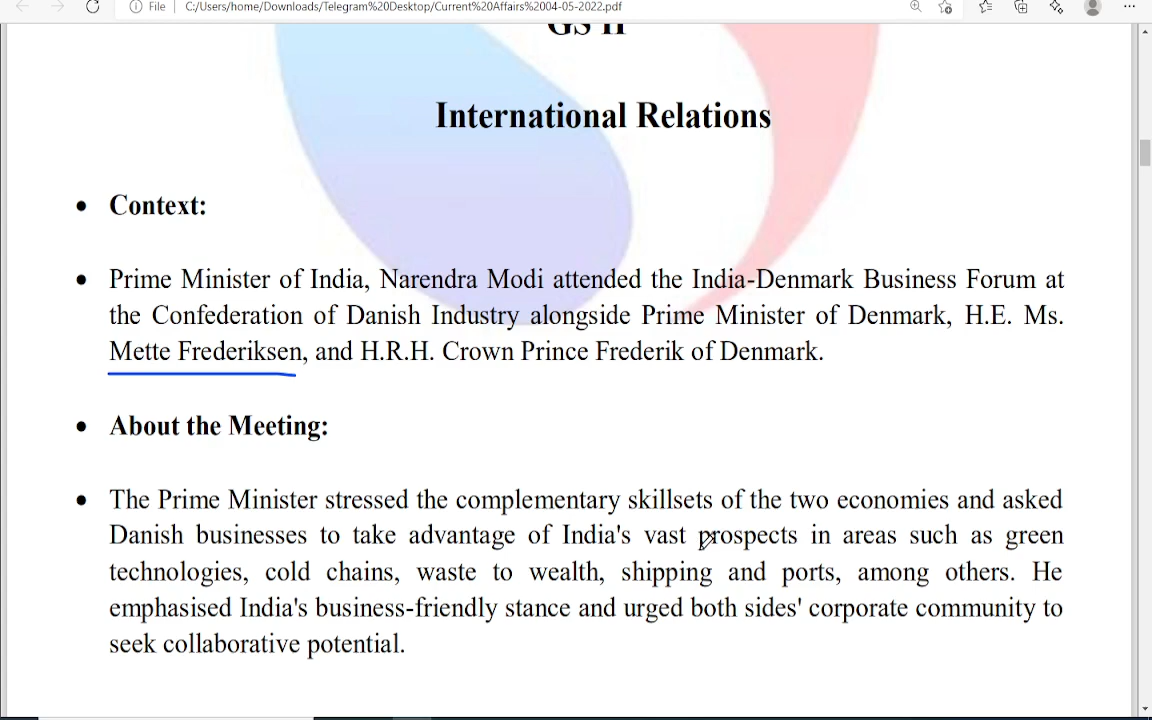 File
C:/Users/home/Downloads/Telegram%20Desktop/Current%20Affairs%2004-05-2022.pdf
GS II
International Relations
• Context:
• Prime Minister of India, Narendra Modi attended the India-Denmark Business Forum at
the Confederation of Danish Industry alongside Prime Minister of Denmark, H.E. Ms.
Mette Frederiksen, and H.R.H. Crown Prince Frederik of Denmark.
• About the Meeting:
• The Prime Minister stressed the complementary skillsets of the two economies and asked
Danish businesses to take advantage of India's vast prospects in areas such as green
technologies, cold chains, waste to wealth, shipping and ports, among others. He
emphasised India's business-friendly stance and urged both sides' corporate community to
seek collaborative potential.